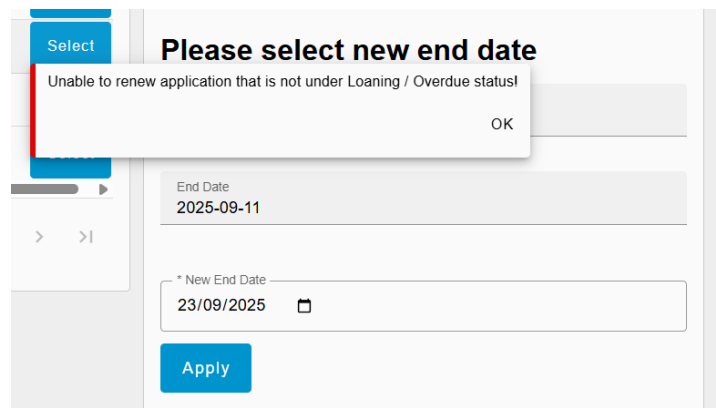 Select
Please select new end date
Unable to renew application that is not under Loaning / Overdue status!
OK
End Date
2025-09-11
* New End Date
23/09/2025
Apply